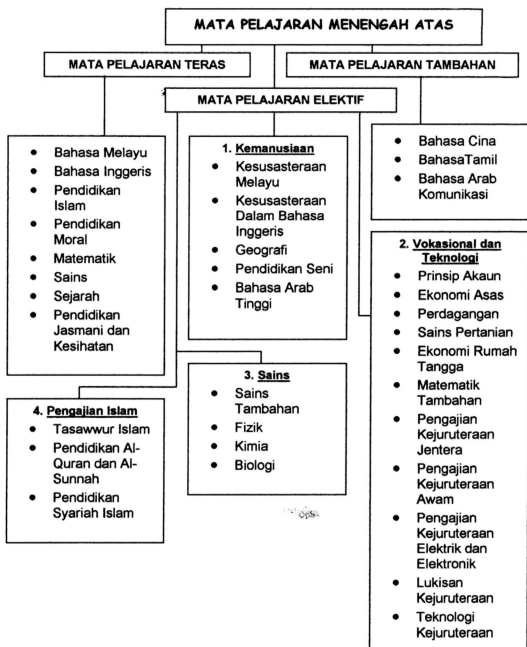 MATA PELAJARAN MENENGAH ATAS
MATA PELAJARAN TERAS
MATA PELAJARAN TAMBAHAN
MATA PELAJARAN ELEKTIF
• Bahasa Melayu
• Bahasa Inggeris
• Pendidikan
Islam
• Pendidikan
Moral
• Matematik
• Sains
• Sejarah
• Pendidikan
Jasmani dan
Kesihatan
1. Kemanusiaan
• Kesusasteraan
Melayu
• Kesusasteraan
Dalam Bahasa
Inggeris
• Geografi
• Pendidikan Seni
• Bahasa Arab
Tinggi
• Bahasa Cina
• BahasaTamil
• Bahasa Arab
Komunikasi
2. Vokasional dan
Teknologi
• Prinsip Akaun
• Ekonomi Asas
• Perdagangan
• Sains Pertanian
• Ekonomi Rumah
Tangga
• Matematik
Tambahan
• Pengajian
Kejuruteraan
Jentera
• Pengajian
Kejuruteraan
Awam
• Pengajian
Kejuruteraan
Elektrik dan
Elektronik
• Lukisan
Kejuruteraan
• Teknologi
Kejuruteraan
3. Sains
• Sains
Tambahan
• Fizik
• Kimia
• Biologi
4. Pengajian Islam
• Tasawwur Islam
• Pendidikan Al-
Quran dan Al-
Sunnah
• Pendidikan
Syariah Islam